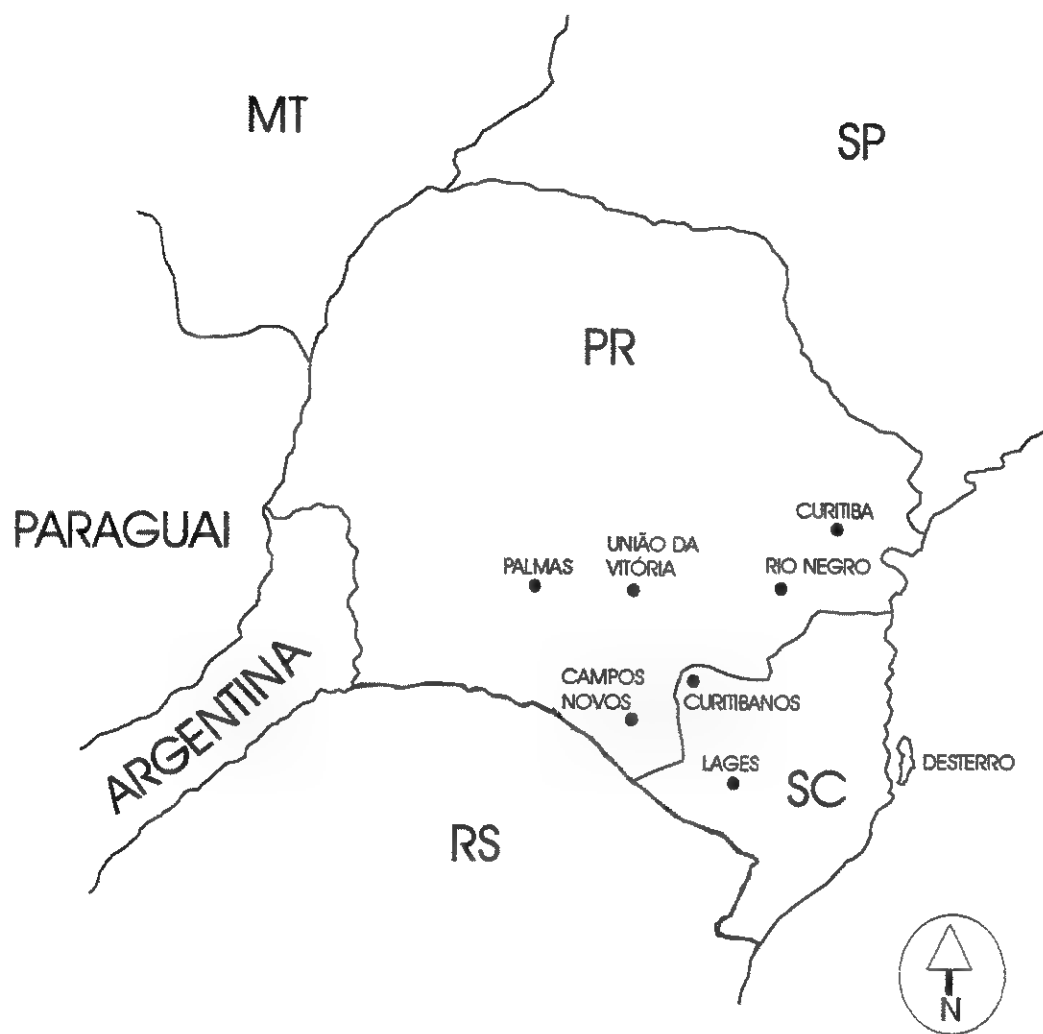 MT
SP
PR
PARAGUAI
CURITIBA
PALMAS
UNIÃO DA
VITÓRIA
RIO NEGRO
ARGENTINA
CAMPOS
NOVOS
CURITIBANOS
LAGES
SC
DESTERRO
RS
N